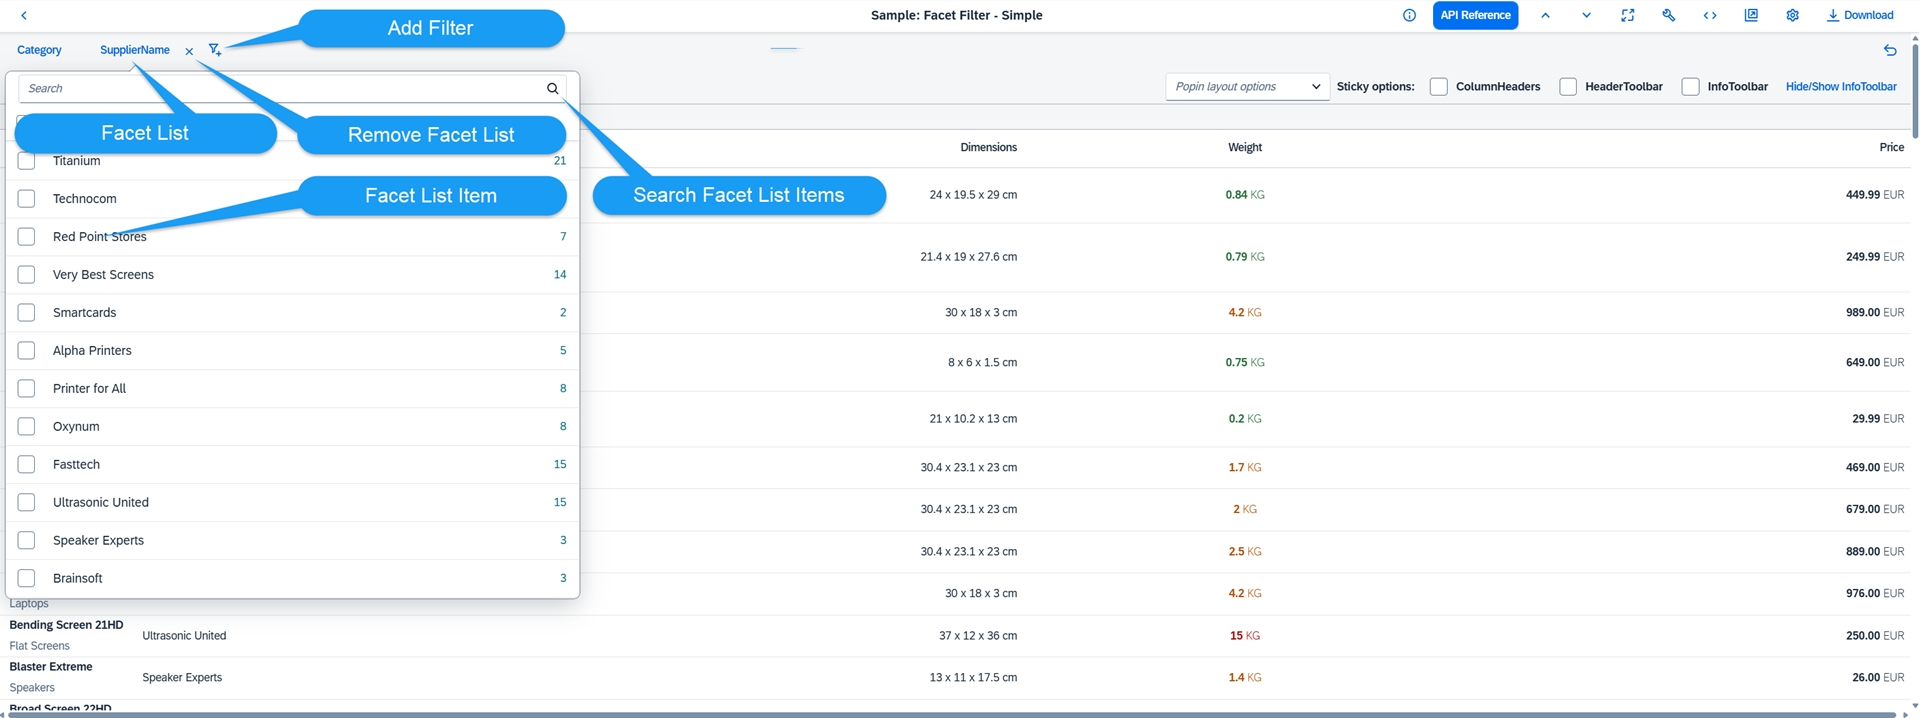 Sample: Facet Filter - Simple
API Reference
Download
Add Filter
Category
SupplierName
Search
Popin layout options
Sticky options:
ColumnHeaders
HeaderToolbar
InfoToolbar
Hide/Show InfoToolbar
Facet List
Remove Facet List
Dimensions
Weight
Price
Titanium 21
Technocom
Facet List Item
Search Facet List Items
24 x 19.5 x 29 cm 0.84 KG 449.99 EUR
Red Point Stores 7
21.4 x 19 x 27.6 cm 0.79 KG 249.99 EUR
Very Best Screens 14
Smartcards 2
30 x 18 x 3 cm 4.2 KG 989.00 EUR
Alpha Printers 5
8 x 6 x 1.5 cm 0.75 KG 649.00 EUR
Printer for All 8
Oxynum 8
21 x 10.2 x 13 cm 0.2 KG 29.99 EUR
Fasttech 15
30.4 x 23.1 x 23 cm 1.7 KG 469.00 EUR
Ultrasonic United 15
30.4 x 23.1 x 23 cm 2 KG 679.00 EUR
Speaker Experts 3
30.4 x 23.1 x 23 cm 2.5 KG 889.00 EUR
Brainsoft 3
30 x 18 x 3 cm 4.2 KG 976.00 EUR
Laptops
Bending Screen 21HD
Flat Screens
Ultrasonic United 37 x 12 x 36 cm 15 KG 250.00 EUR
Blaster Extreme
Speakers
Speaker Experts 13 x 11 x 17.5 cm 1.4 KG 26.00 EUR
Broad Screen 22HD